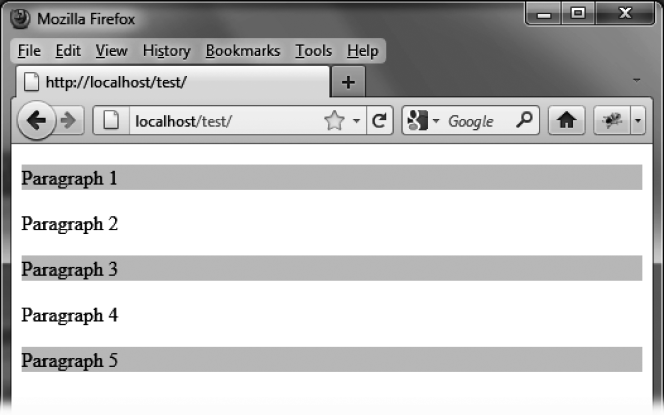 Mozilla Firefox
File Edit View History Bookmarks Tools Help
http://localhost/test/
localhost/test/ Google
Paragraph 1
Paragraph 2
Paragraph 3
Paragraph 4
Paragraph 5